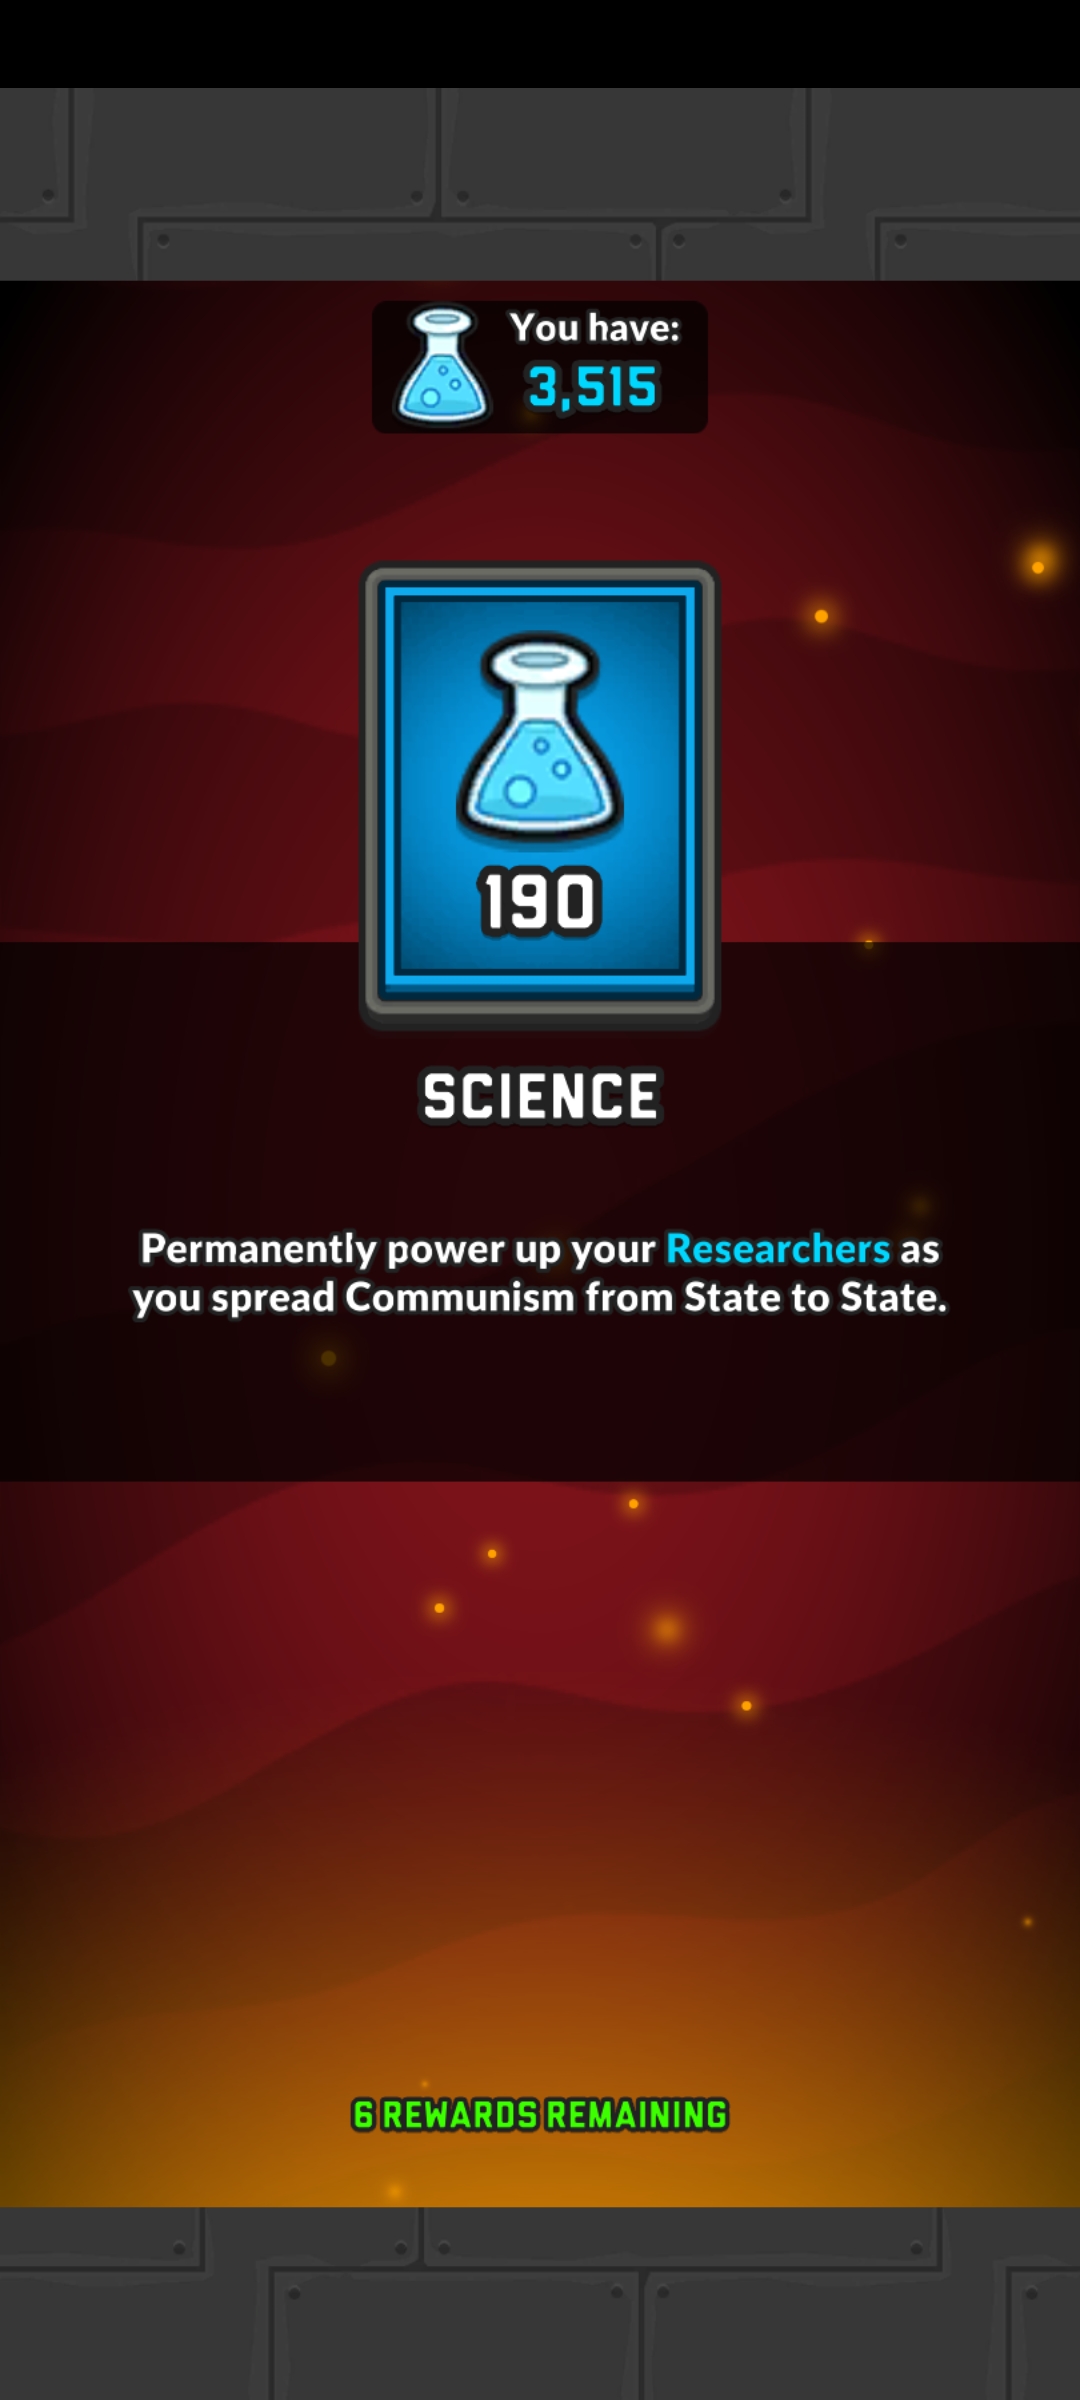 You have:
3,515
190
SCIENCE
Permanently power up your Researchers as
you spread Communism from State to State.
6 REWARDS REMAINING